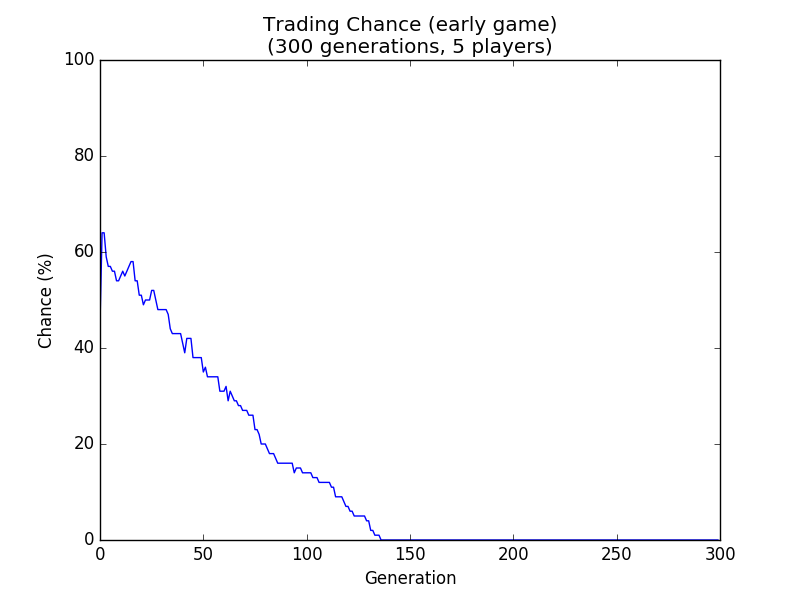 Trading Chance (early game)
(300 generations, 5 players)
100
80
60
40
20
0
Chance (%)
0 50 100 150 200 250 300
Generation